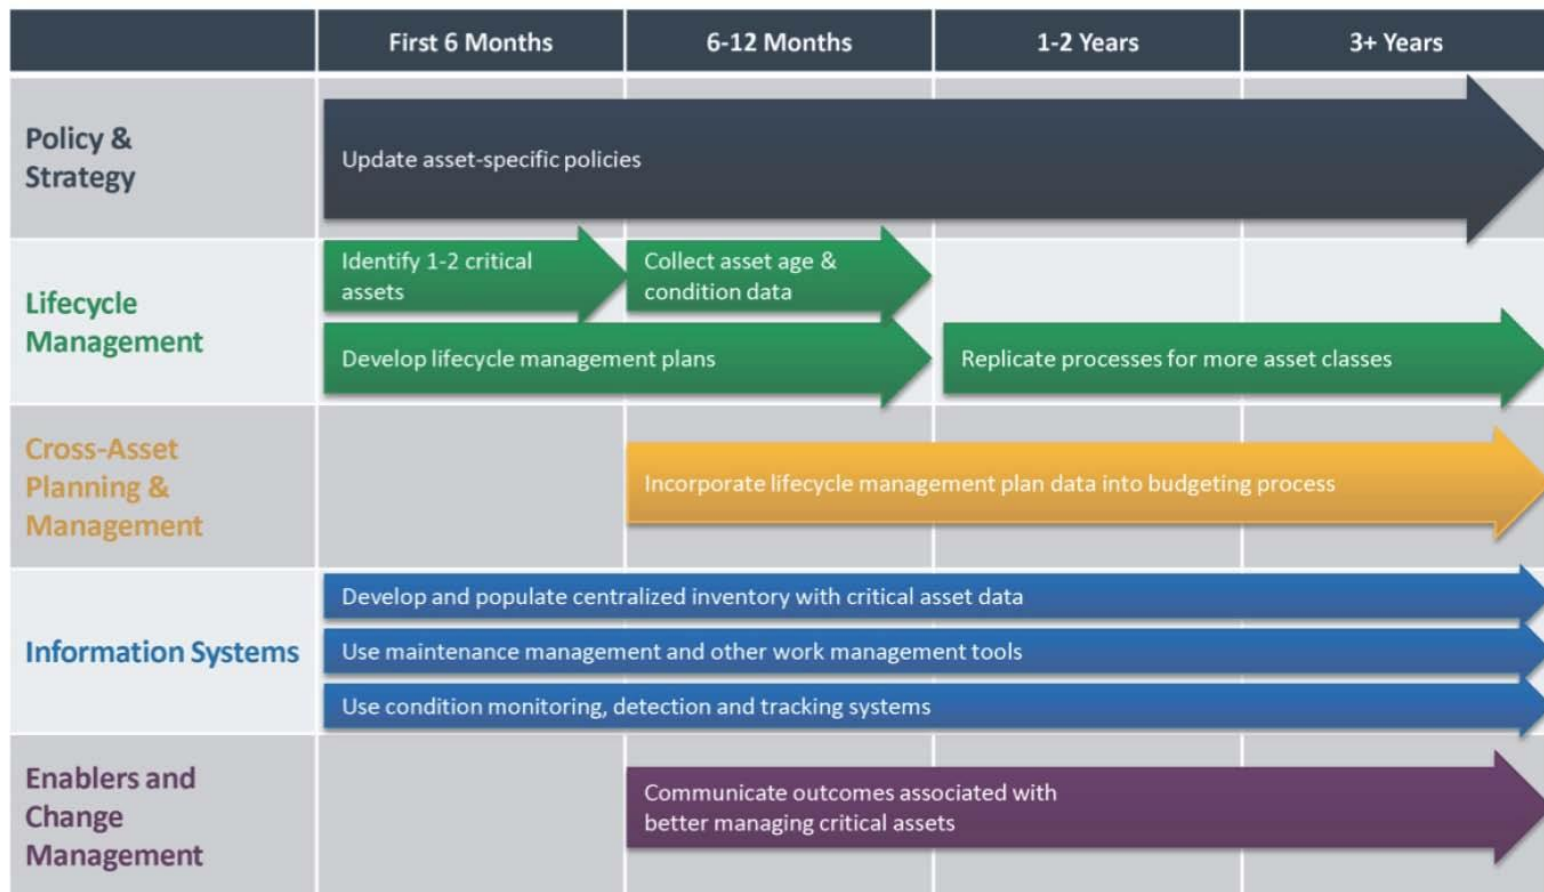 First 6 Months
6-12 Months
1-2 Years
3+ Years
Policy &
Strategy
Update asset-specific policies
Lifecycle
Management
Identify 1-2 critical
assets
Collect asset age &
condition data
Develop lifecycle management plans
Replicate processes for more asset classes
Cross-Asset
Planning &
Management
Incorporate lifecycle management plan data into budgeting process
Information Systems
Develop and populate centralized inventory with critical asset data
Use maintenance management and other work management tools
Use condition monitoring, detection and tracking systems
Enablers and
Change
Management
Communicate outcomes associated with
better managing critical assets